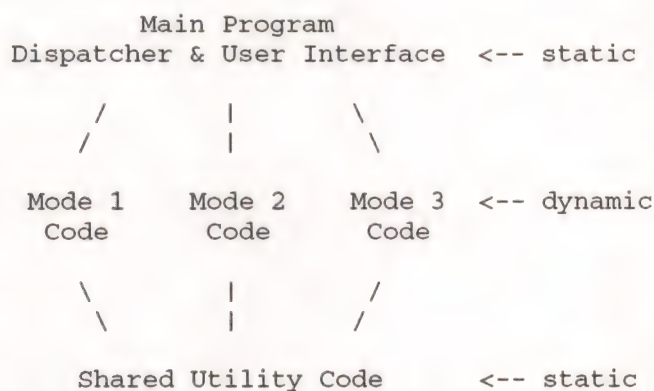 Main Program
Dispatcher & User Interface <-- static
/ | \
/ | \
Mode 1 Mode 2 Mode 3 <-- dynamic
Code Code Code
\ | /
\ | /
Shared Utility Code <-- static